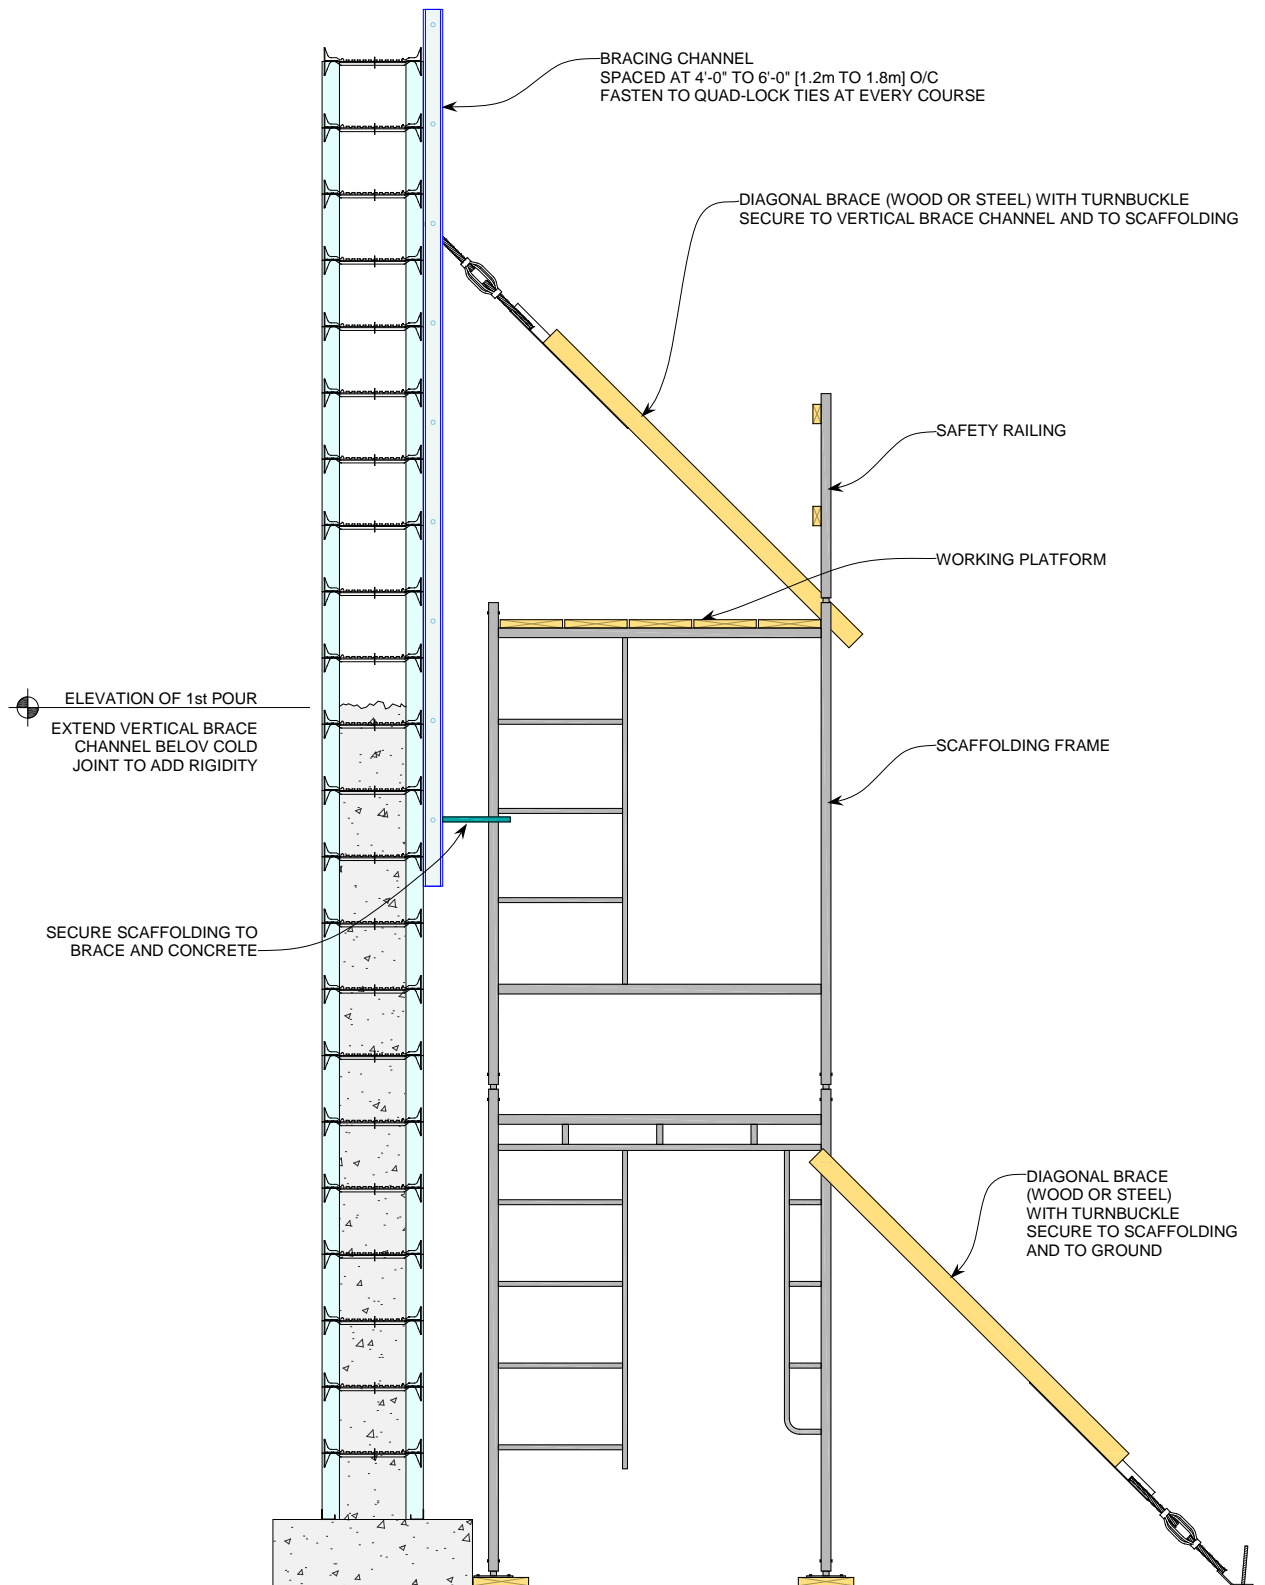 BRACING CHANNEL
SPACED AT 4'-0" TO 6'-0" [1.2m TO 1.8m] O/C
FASTEN TO QUAD-LOCK TIES AT EVERY COURSE
DIAGONAL BRACE (WOOD OR STEEL) WITH TURNBUCKLE
SECURE TO VERTICAL BRACE CHANNEL AND TO SCAFFOLDING
SAFETY RAILING
WORKING PLATFORM
ELEVATION OF 1st POUR
EXTEND VERTICAL BRACE
CHANNEL BELOV COLD
JOINT TO ADD RIGIDITY
SCAFFOLDING FRAME
SECURE SCAFFOLDING TO
BRACE AND CONCRETE
DIAGONAL BRACE
(WOOD OR STEEL)
WITH TURNBUCKLE
SECURE TO SCAFFOLDING
AND TO GROUND